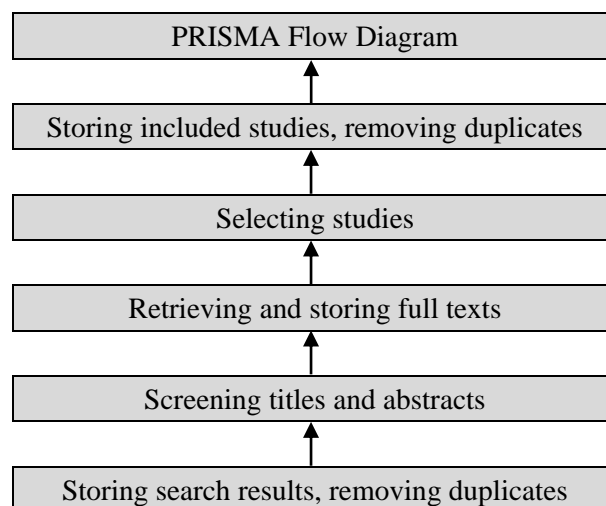 PRISMA Flow Diagram
Storing included studies, removing duplicates
Selecting studies
Retrieving and storing full texts
Screening titles and abstracts
Storing search results, removing duplicates